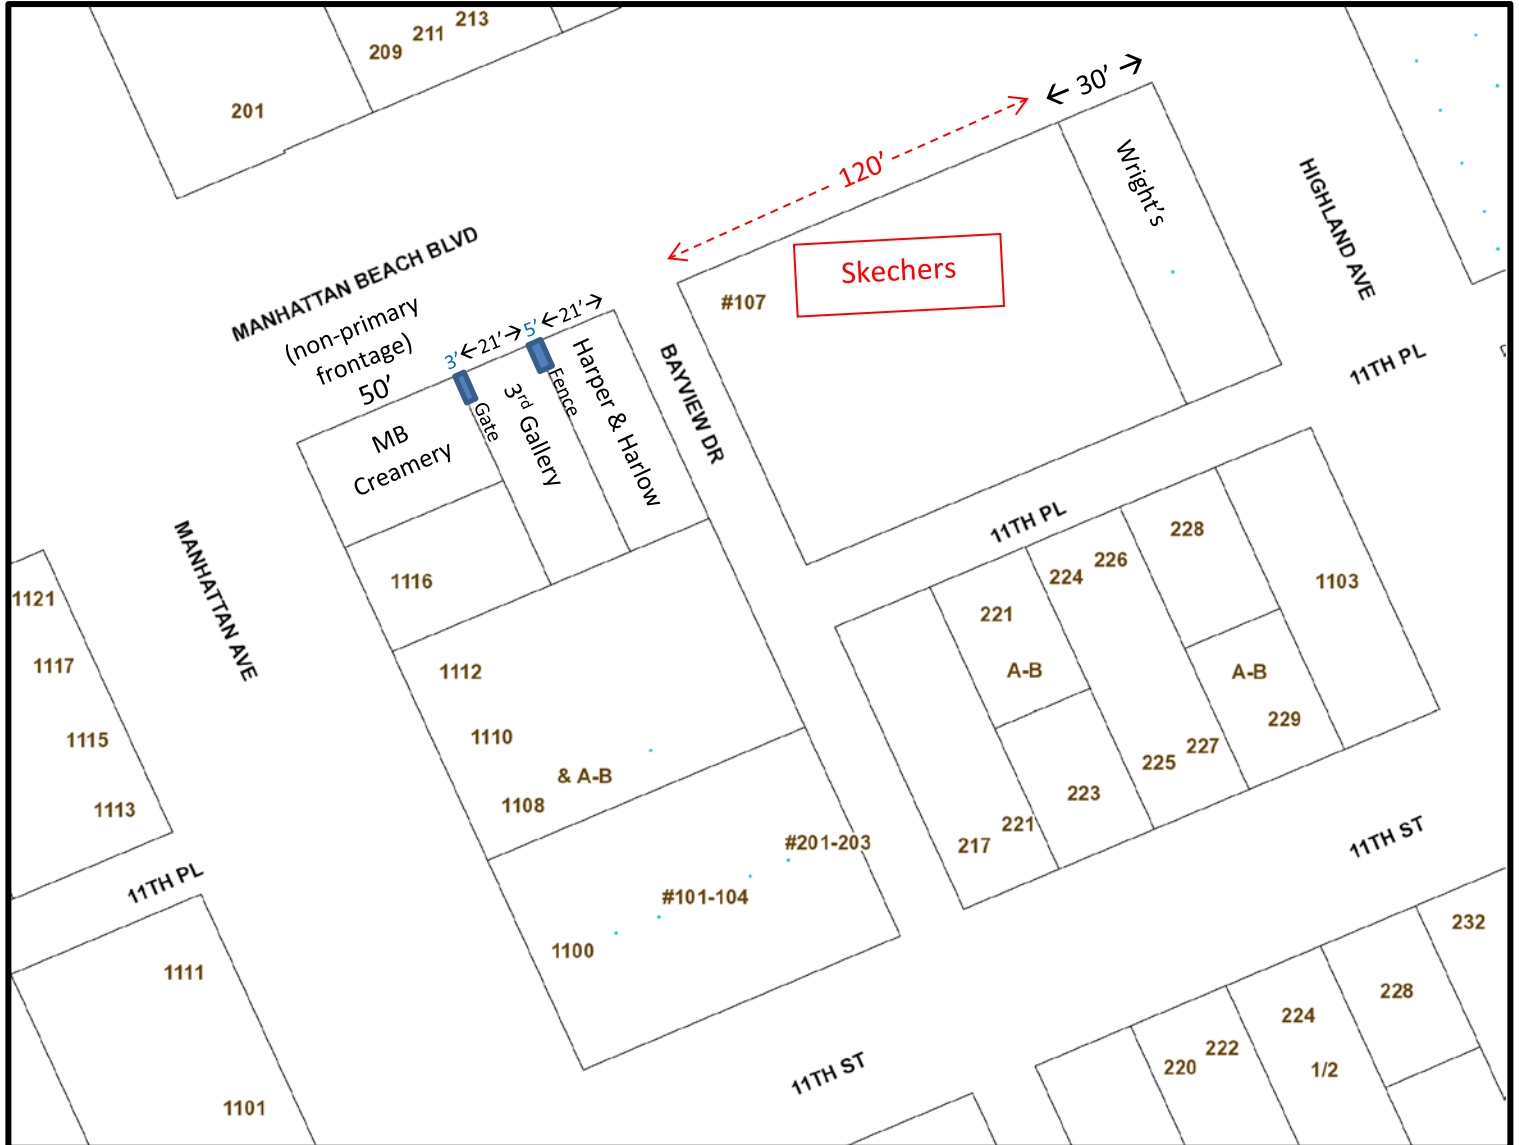 213
211
209
201
← 30’ →
120’
Wright’s
HIGHLAND AVE
MANHATTAN BEACH BLVD
(non-primary
frontage)
50’
Skechers
#107
3’ ←21’→ 5’ ←21’→
Gate
Fence
3rd Gallery
Harper & Harlow
BAYVIEW DR
MB
Creamery
11TH PL
MANHATTAN AVE
11TH PL
1116
228
226
224
221
A-B
1103
1121
1117
1115
1113
1112
1110
& A-B
1108
A-B
229
227
225
223
221
217
#201-203
#101-104
1100
11TH PL
11TH ST
1111
1101
11TH ST
232
228
224
1/2
222
220